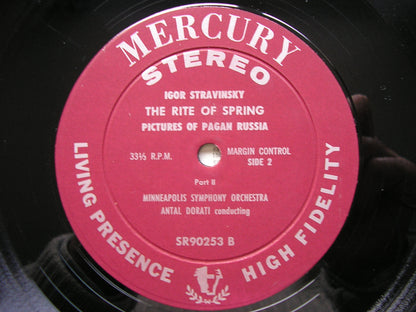 MERCURY
STEREO
IGOR STRAVINSKY
THE RITE OF SPRING
PICTURES OF PAGAN RUSSIA
33⅓ R.P.M.
MARGIN CONTROL
SIDE 2
Part II
MINNEAPOLIS SYMPHONY ORCHESTRA
ANTAL DORATI conducting
SR90253 B
LIVING PRESENCE
HIGH FIDELITY